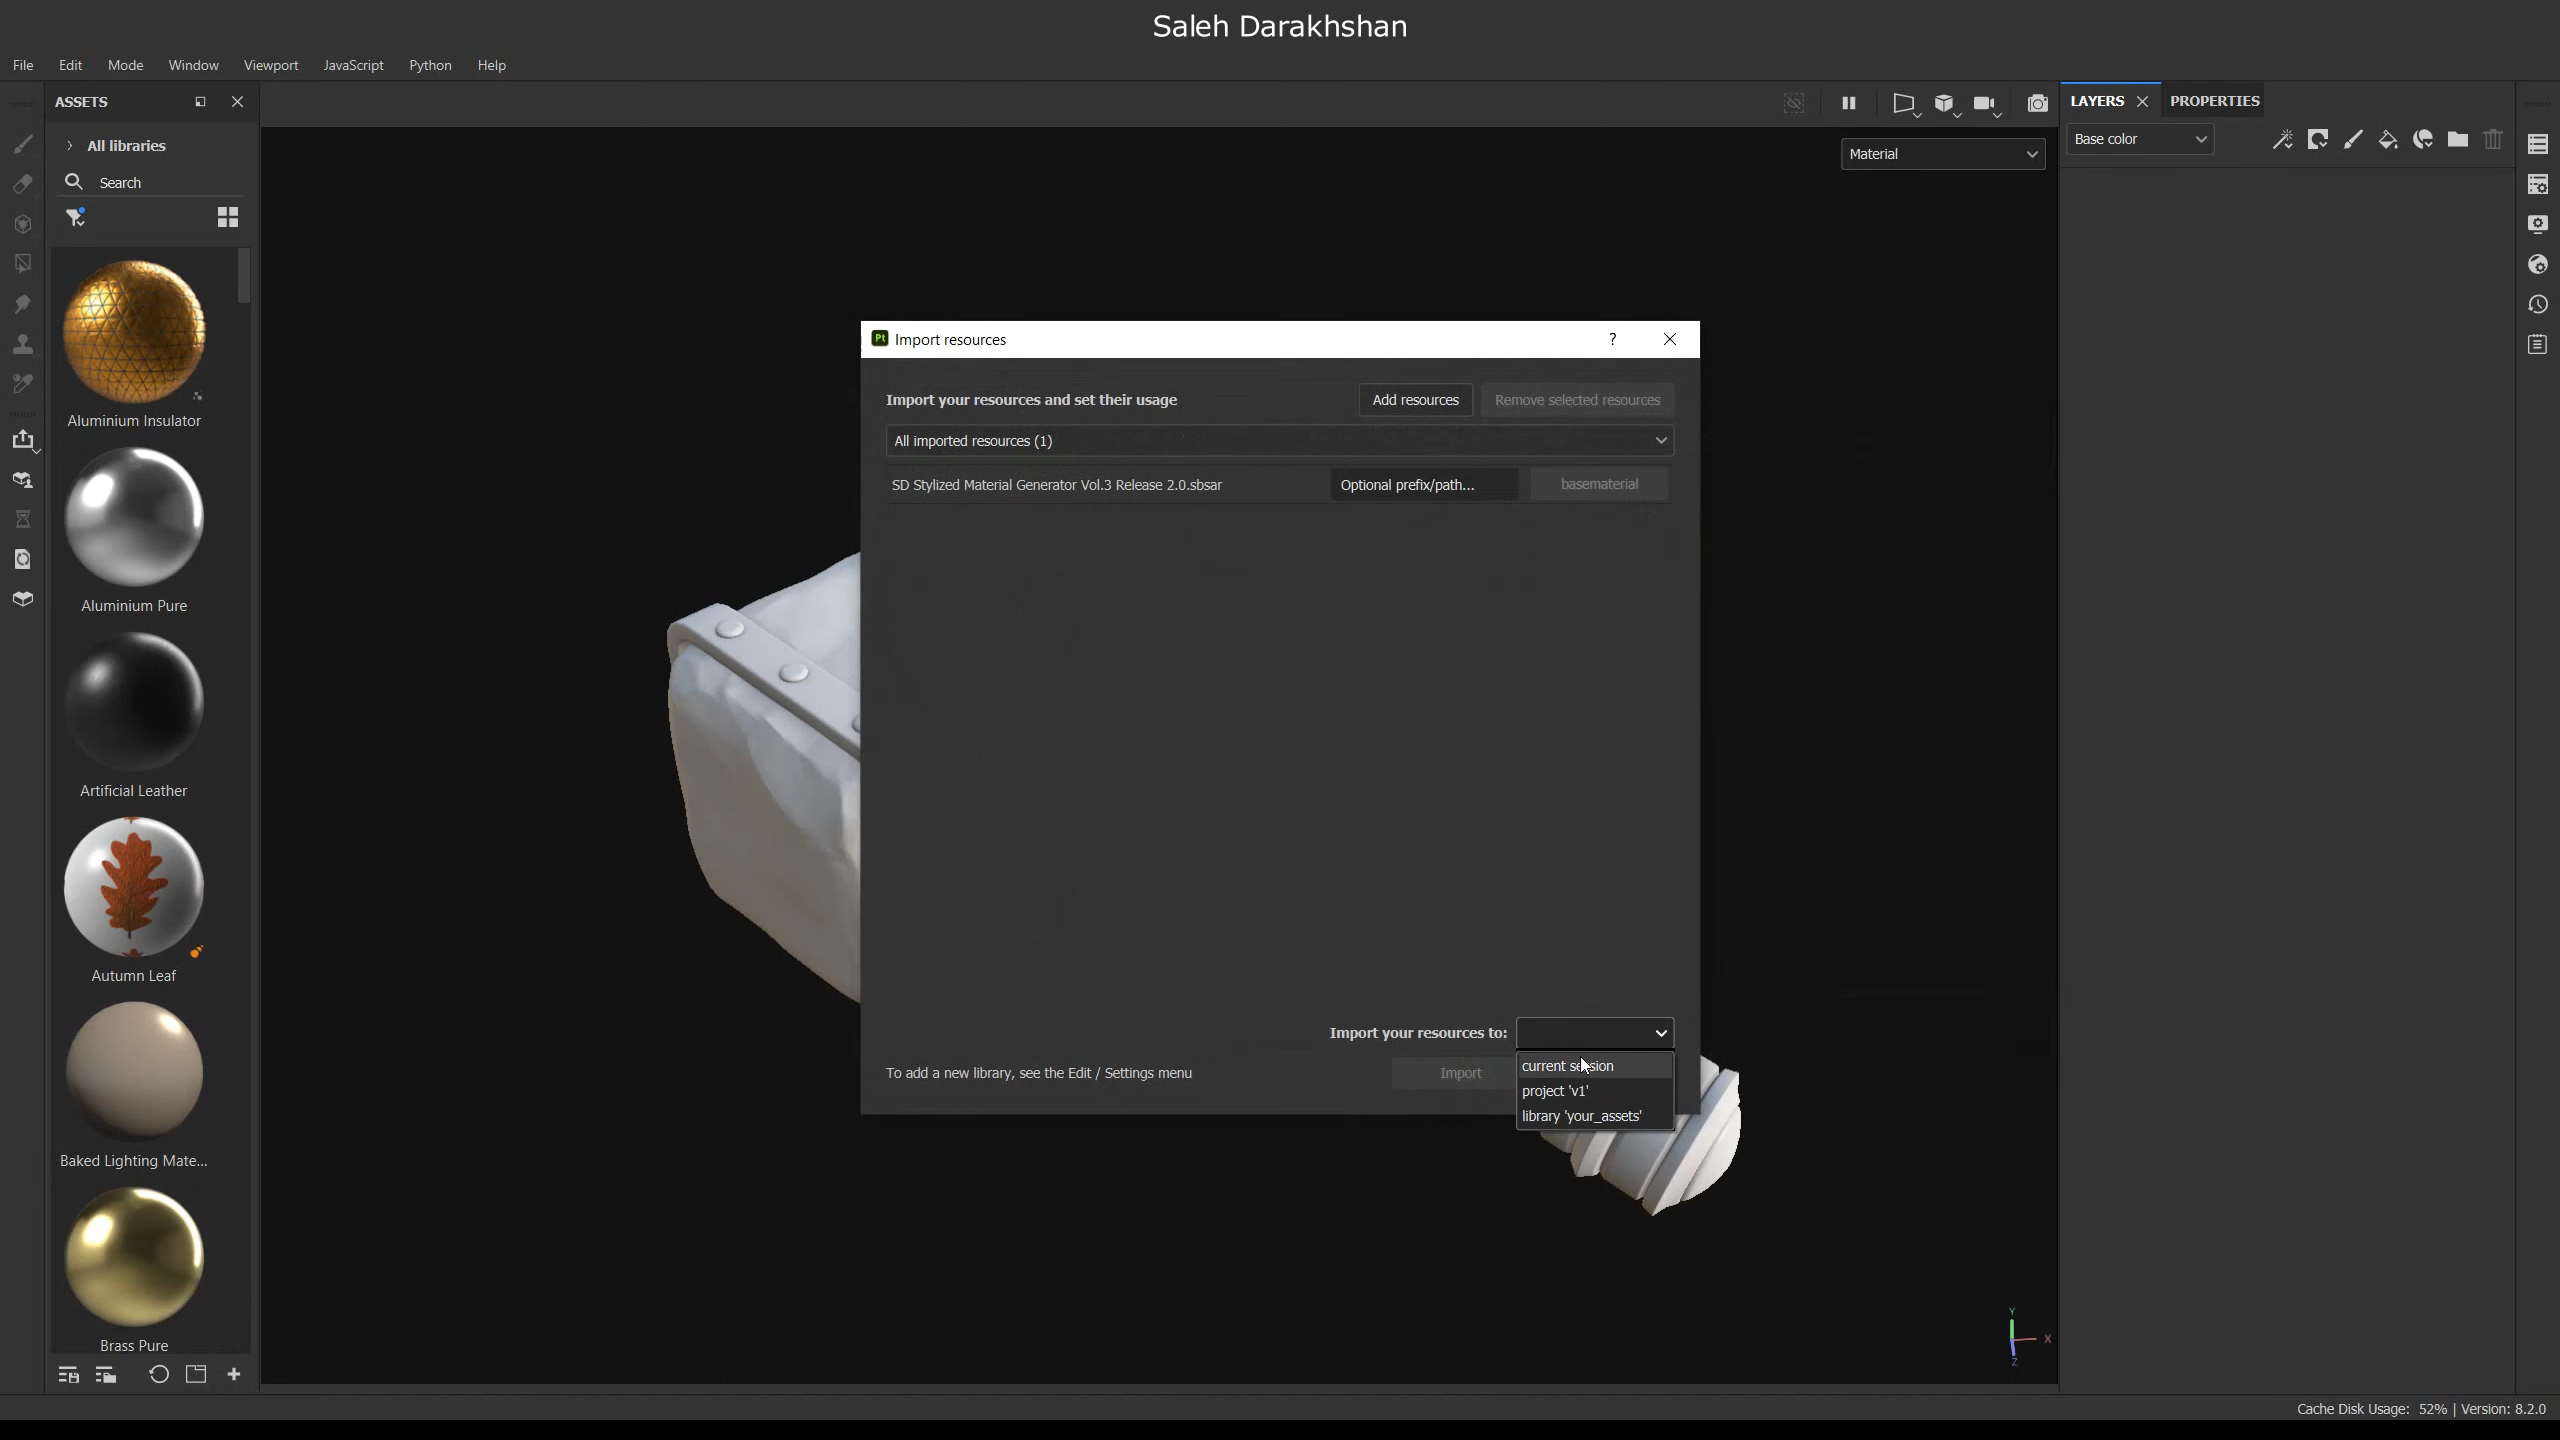 Saleh Darakhshan
File Edit Mode Window Viewport JavaScript Python Help
ASSETS
All libraries
Search
Aluminium Insulator
Aluminium Pure
Artificial Leather
Autumn Leaf
Baked Lighting Mate...
Brass Pure
Material
LAYERS PROPERTIES
Base color
Pt Import resources ?
Import your resources and set their usage Add resources Remove selected resources
All imported resources (1)
SD Stylized Material Generator Vol.3 Release 2.0.sbsar Optional prefix/path... basematerial
Import your resources to:
To add a new library, see the Edit / Settings menu Import
current session
project 'v1'
library 'your_assets'
Y
X
Z
Cache Disk Usage: 52% | Version: 8.2.0